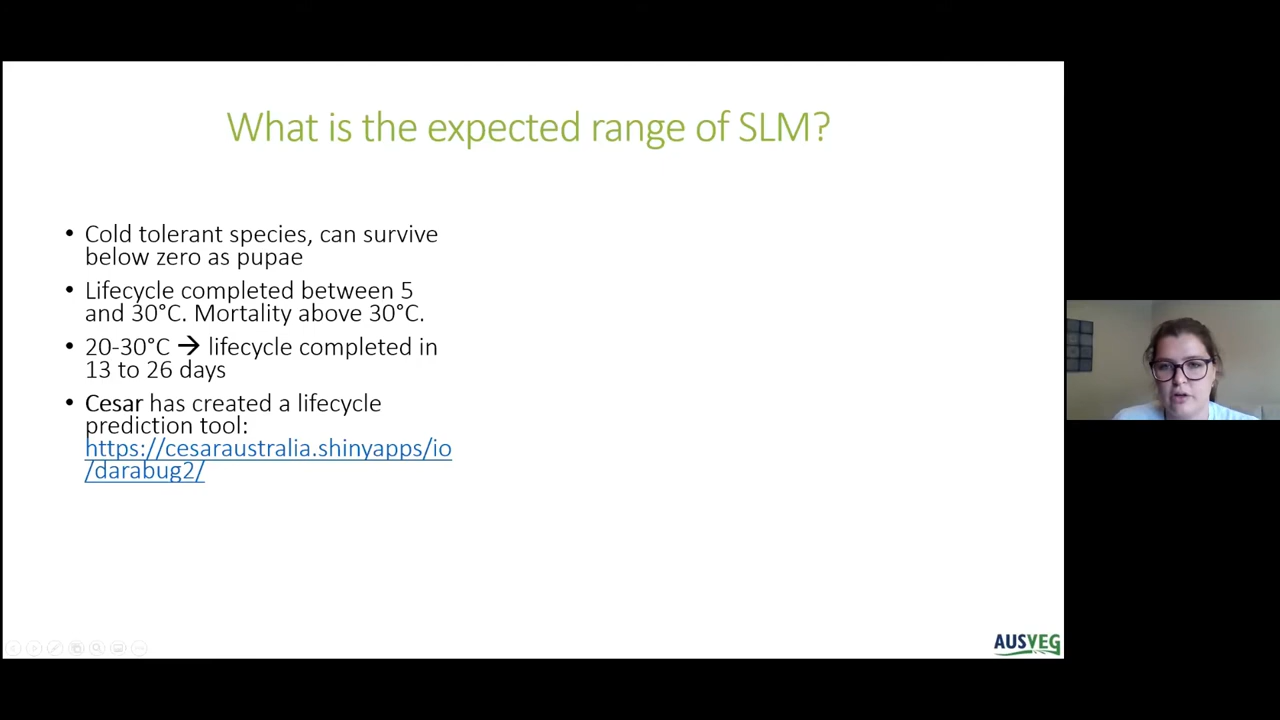 What is the expected range of SLM?
• Cold tolerant species, can survive
below zero as pupae
• Lifecycle completed between 5
and 30°C. Mortality above 30°C.
• 20-30°C → lifecycle completed in
13 to 26 days
• Cesar has created a lifecycle
prediction tool:
https://cesaraustralia.shinyapps/io
/darabug2/
AUSVEG